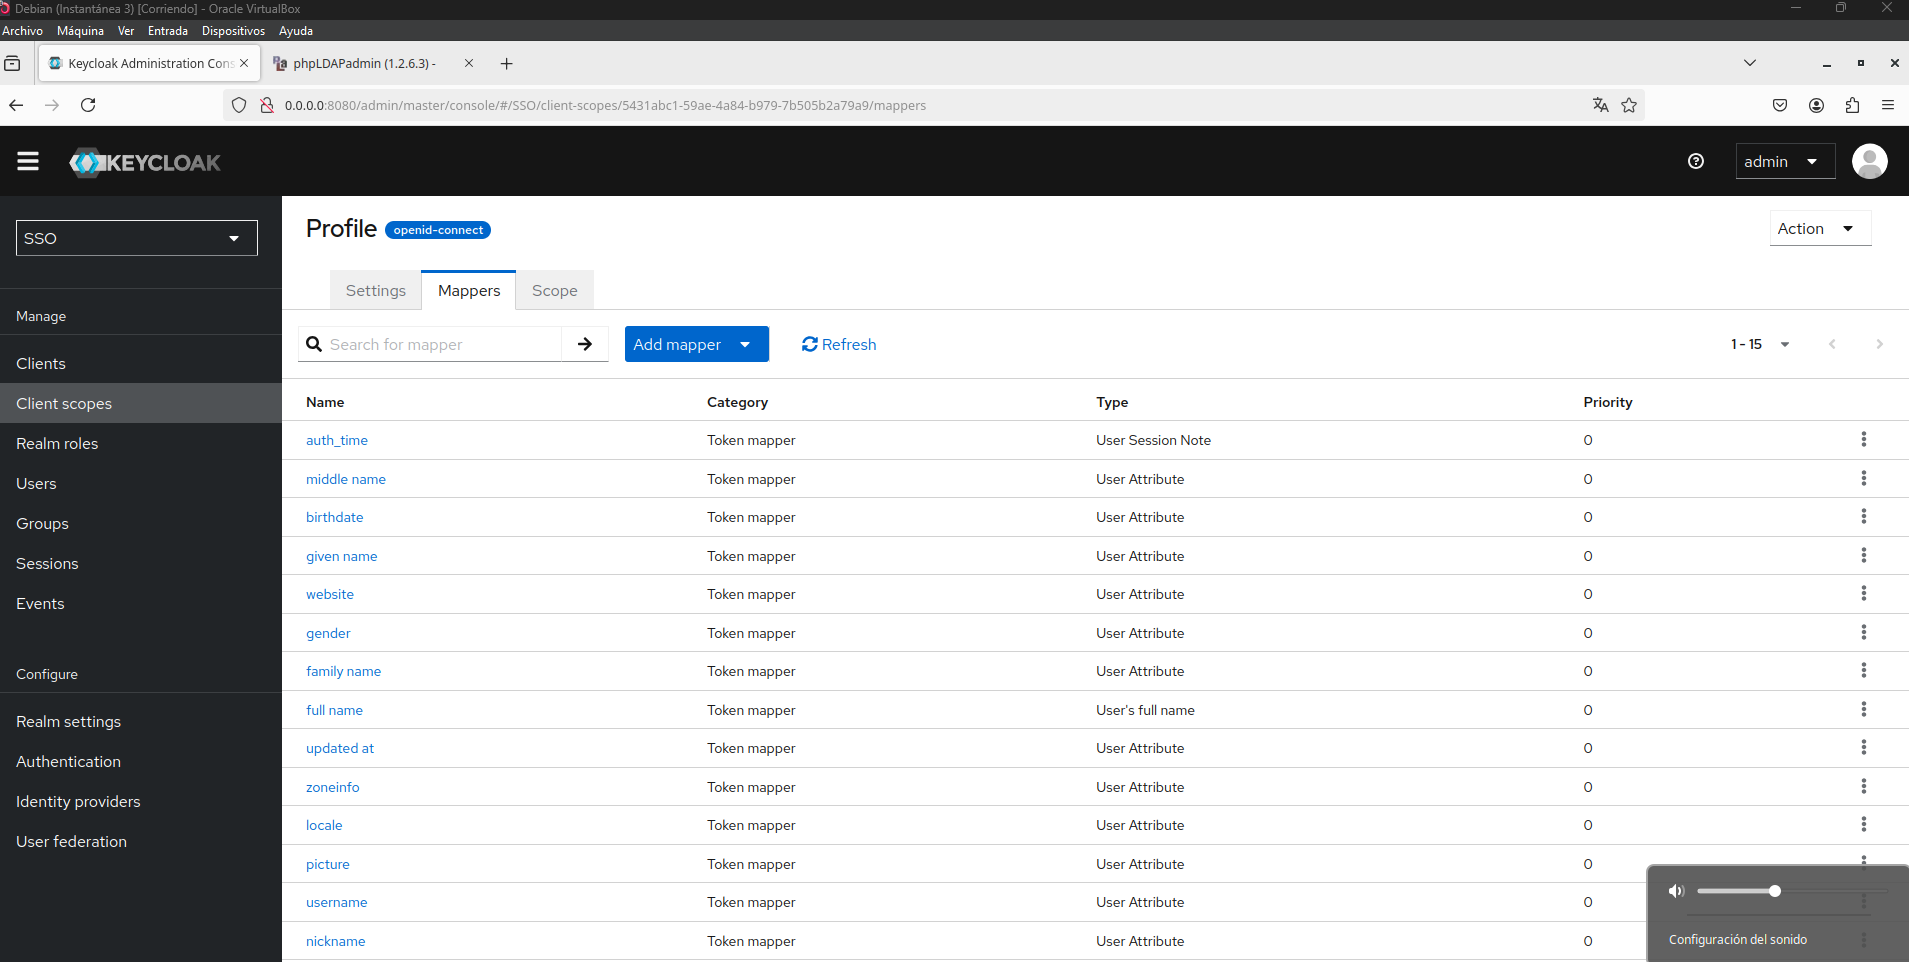 Debian (Instantánea 3) [Corriendo] - Oracle VirtualBox
Archivo Máquina Ver Entrada Dispositivos Ayuda
Keycloak Administration Cons
phpLDAPadmin (1.2.6.3) -
0.0.0.0:8080/admin/master/console/#/SSO/client-scopes/5431abc1-59ae-4a84-b979-7b505b2a79a9/mappers
KEYCLOAK
admin
SSO
Manage
Clients
Client scopes
Realm roles
Users
Groups
Sessions
Events
Configure
Realm settings
Authentication
Identity providers
User federation
Profile openid-connect
Action
Settings Mappers Scope
Search for mapper
Add mapper
Refresh
1 - 15
Name Category Type Priority
auth_time Token mapper User Session Note 0
middle name Token mapper User Attribute 0
birthdate Token mapper User Attribute 0
given name Token mapper User Attribute 0
website Token mapper User Attribute 0
gender Token mapper User Attribute 0
family name Token mapper User Attribute 0
full name Token mapper User's full name 0
updated at Token mapper User Attribute 0
zoneinfo Token mapper User Attribute 0
locale Token mapper User Attribute 0
picture Token mapper User Attribute 0
username Token mapper User Attribute 0
nickname Token mapper User Attribute 0
Configuración del sonido